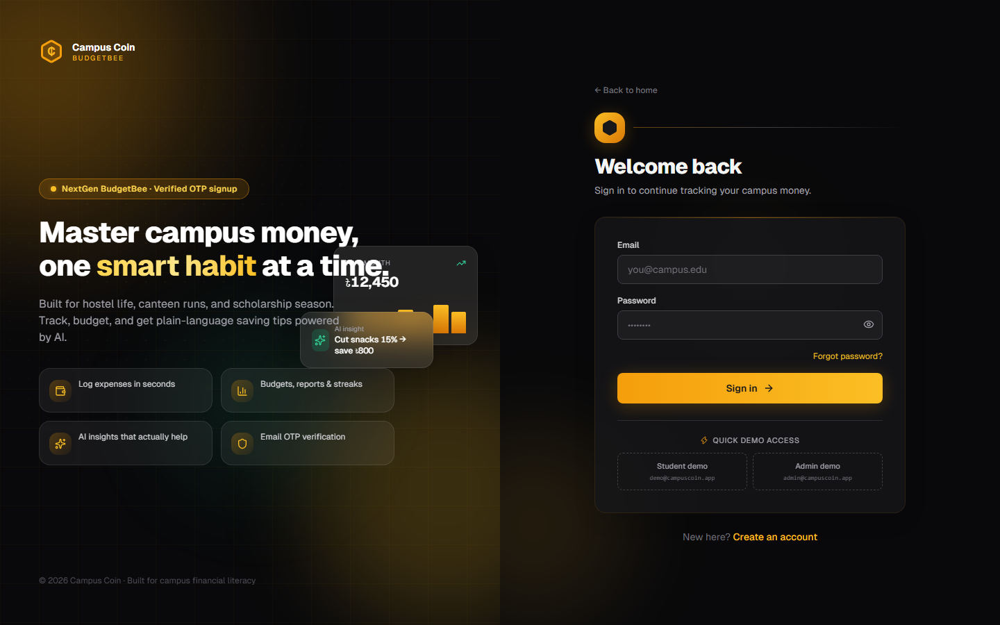 Campus Coin
BUDGETBEE
NextGen BudgetBee · Verified OTP signup
Master campus money,
one smart habit at a time.
Built for hostel life, canteen runs, and scholarship season.
Track, budget, and get plain-language saving tips powered
by AI.
৳12,450
AI insight
Cut snacks 15% →
save ৳800
Log expenses in seconds
Budgets, reports & streaks
AI insights that actually help
Email OTP verification
© 2026 Campus Coin · Built for campus financial literacy
← Back to home
Welcome back
Sign in to continue tracking your campus money.
Email
you@campus.edu
Password
••••••••
Forgot password?
Sign in →
QUICK DEMO ACCESS
Student demo
demo@campuscoin.app
Admin demo
admin@campuscoin.app
New here? Create an account